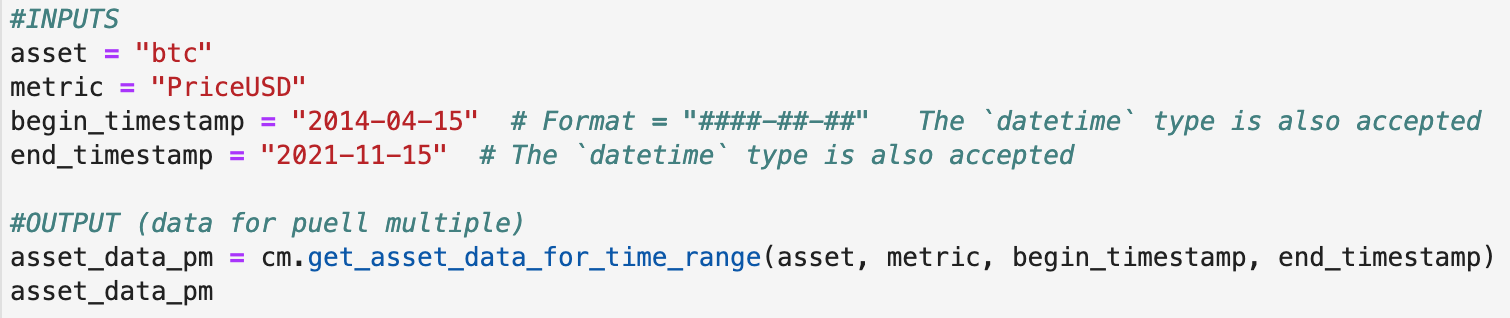 #INPUTS
asset = "btc"
metric = "PriceUSD"
begin_timestamp = "2014-04-15"  # Format = "####-##-##"   The `datetime` type is also accepted
end_timestamp = "2021-11-15"  # The `datetime` type is also accepted

#OUTPUT (data for puell multiple)
asset_data_pm = cm.get_asset_data_for_time_range(asset, metric, begin_timestamp, end_timestamp)
asset_data_pm